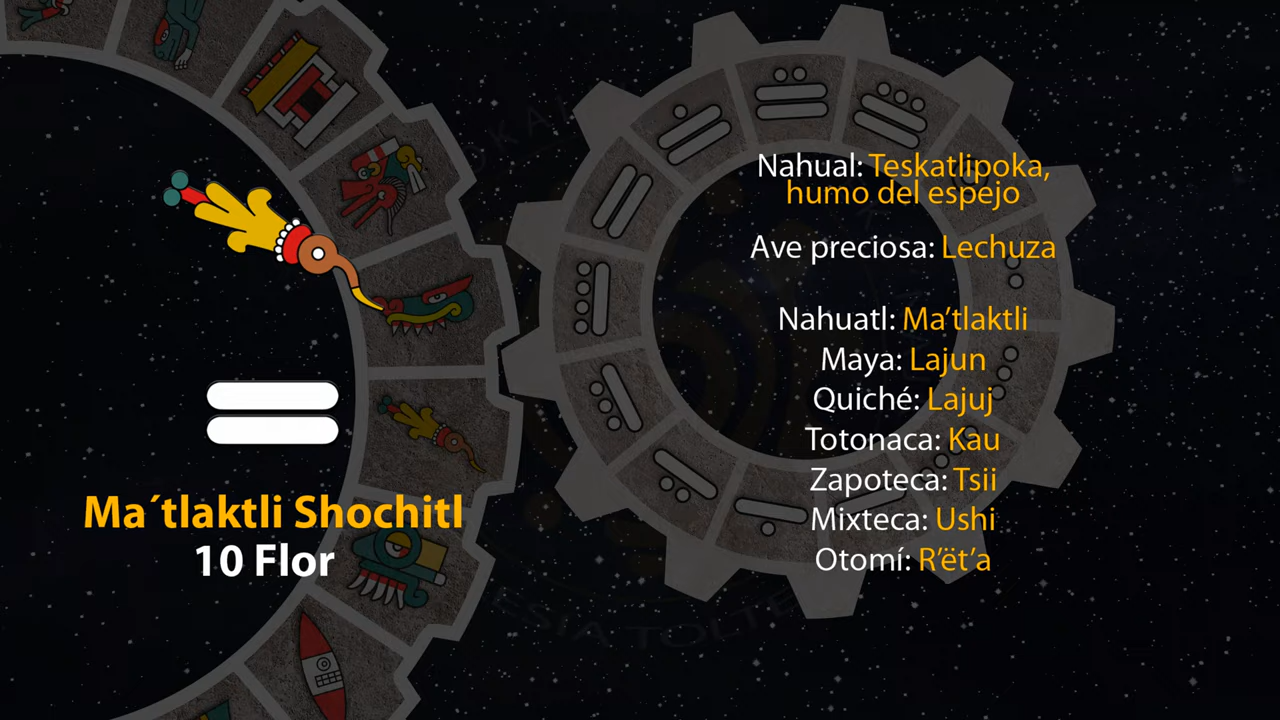 Ma´tlaktli Shochitl
10 Flor
Nahual: Teskatlipoka,
humo del espejo
Ave preciosa: Lechuza
Nahuatl: Ma’tlaktli
Maya: Lajun
Quiché: Lajuj
Totonaca: Kau
Zapoteca: Tsii
Mixteca: Ushi
Otomí: R’ët’a